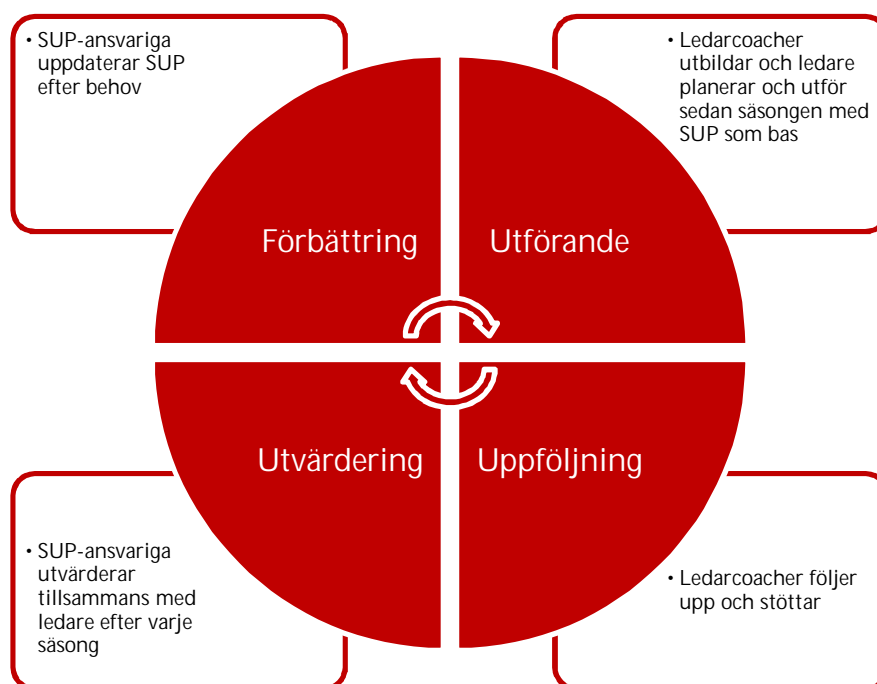 • SUP-ansvariga
uppdaterar SUP
efter behov
• Ledarcoacher
utbildar och ledare
planerar och utför
sedan säsongen med
SUP som bas
Förbättring
Utförande
Utvärdering
Uppföljning
• SUP-ansvariga
utvärderar
tillsammans med
ledare efter varje
säsong
• Ledarcoacher följer
upp och stöttar